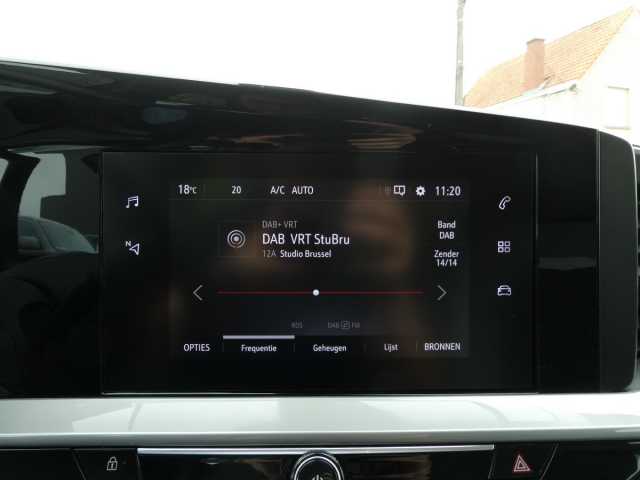 18°C 20 A/C AUTO 11:20
DAB+ VRT
DAB VRT StuBru
12A Studio Brussel
Band
DAB
Zender
14/14
N
RDS DAB FM
OPTIES Frequentie Geheugen Lijst BRONNEN